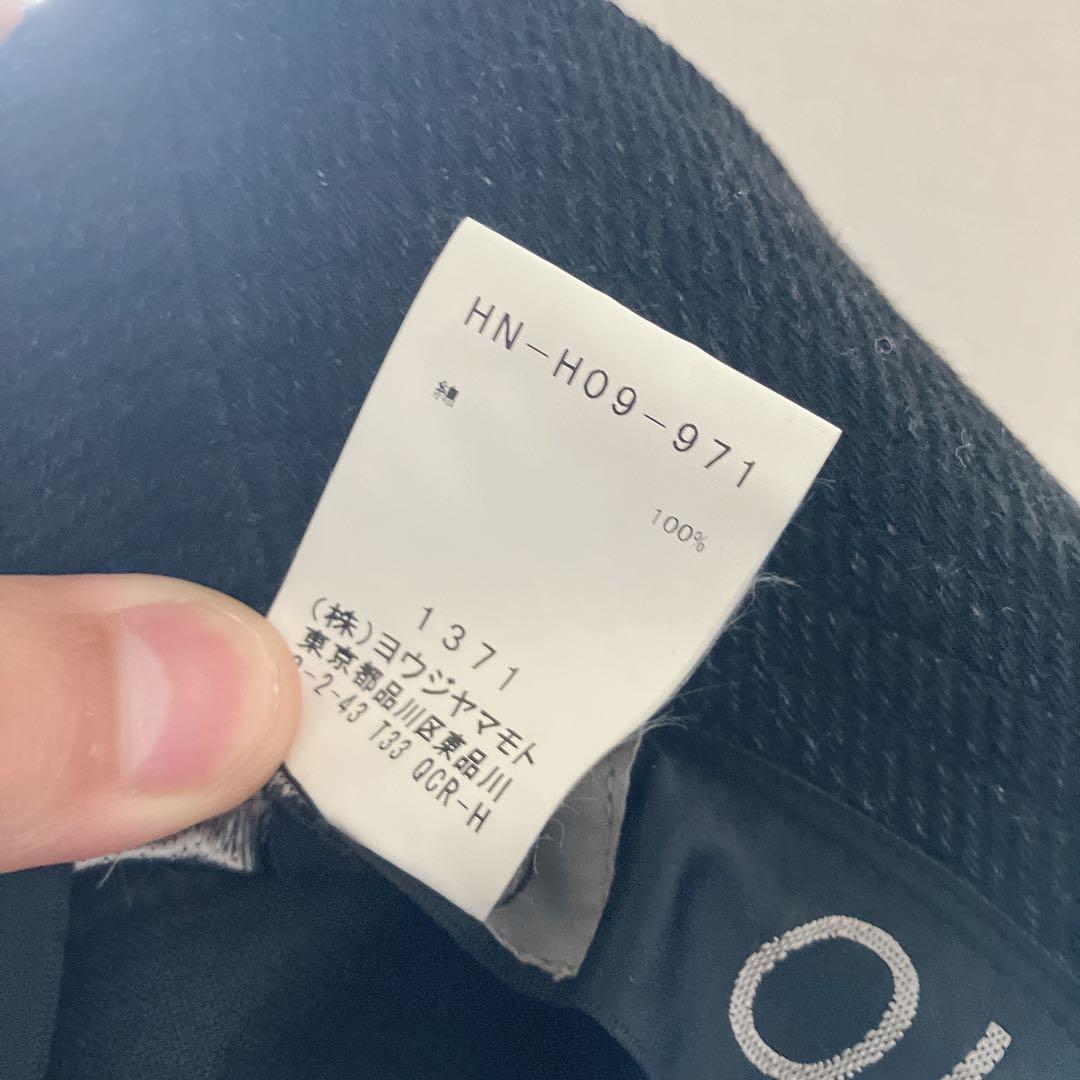 HN-H09-971
綿
100%
1371
(株)ヨウジヤマモト
東京都品川区東品川
2-2-43 T33 QCR-H